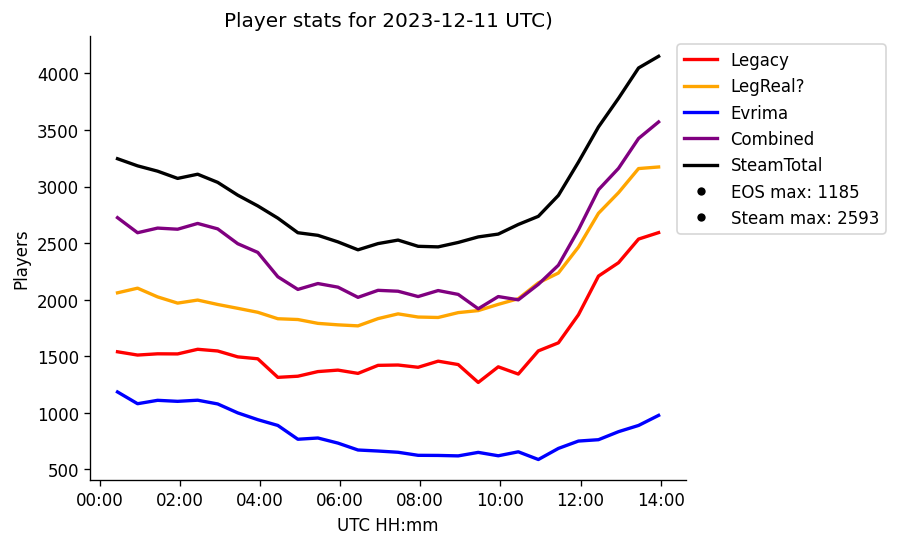 Player stats for 2023-12-11 UTC)
Players
4000
3500
3000
2500
2000
1500
1000
500
00:00 02:00 04:00 06:00 08:00 10:00 12:00 14:00
UTC HH:mm
Legacy
LegReal?
Evrima
Combined
SteamTotal
EOS max: 1185
Steam max: 2593